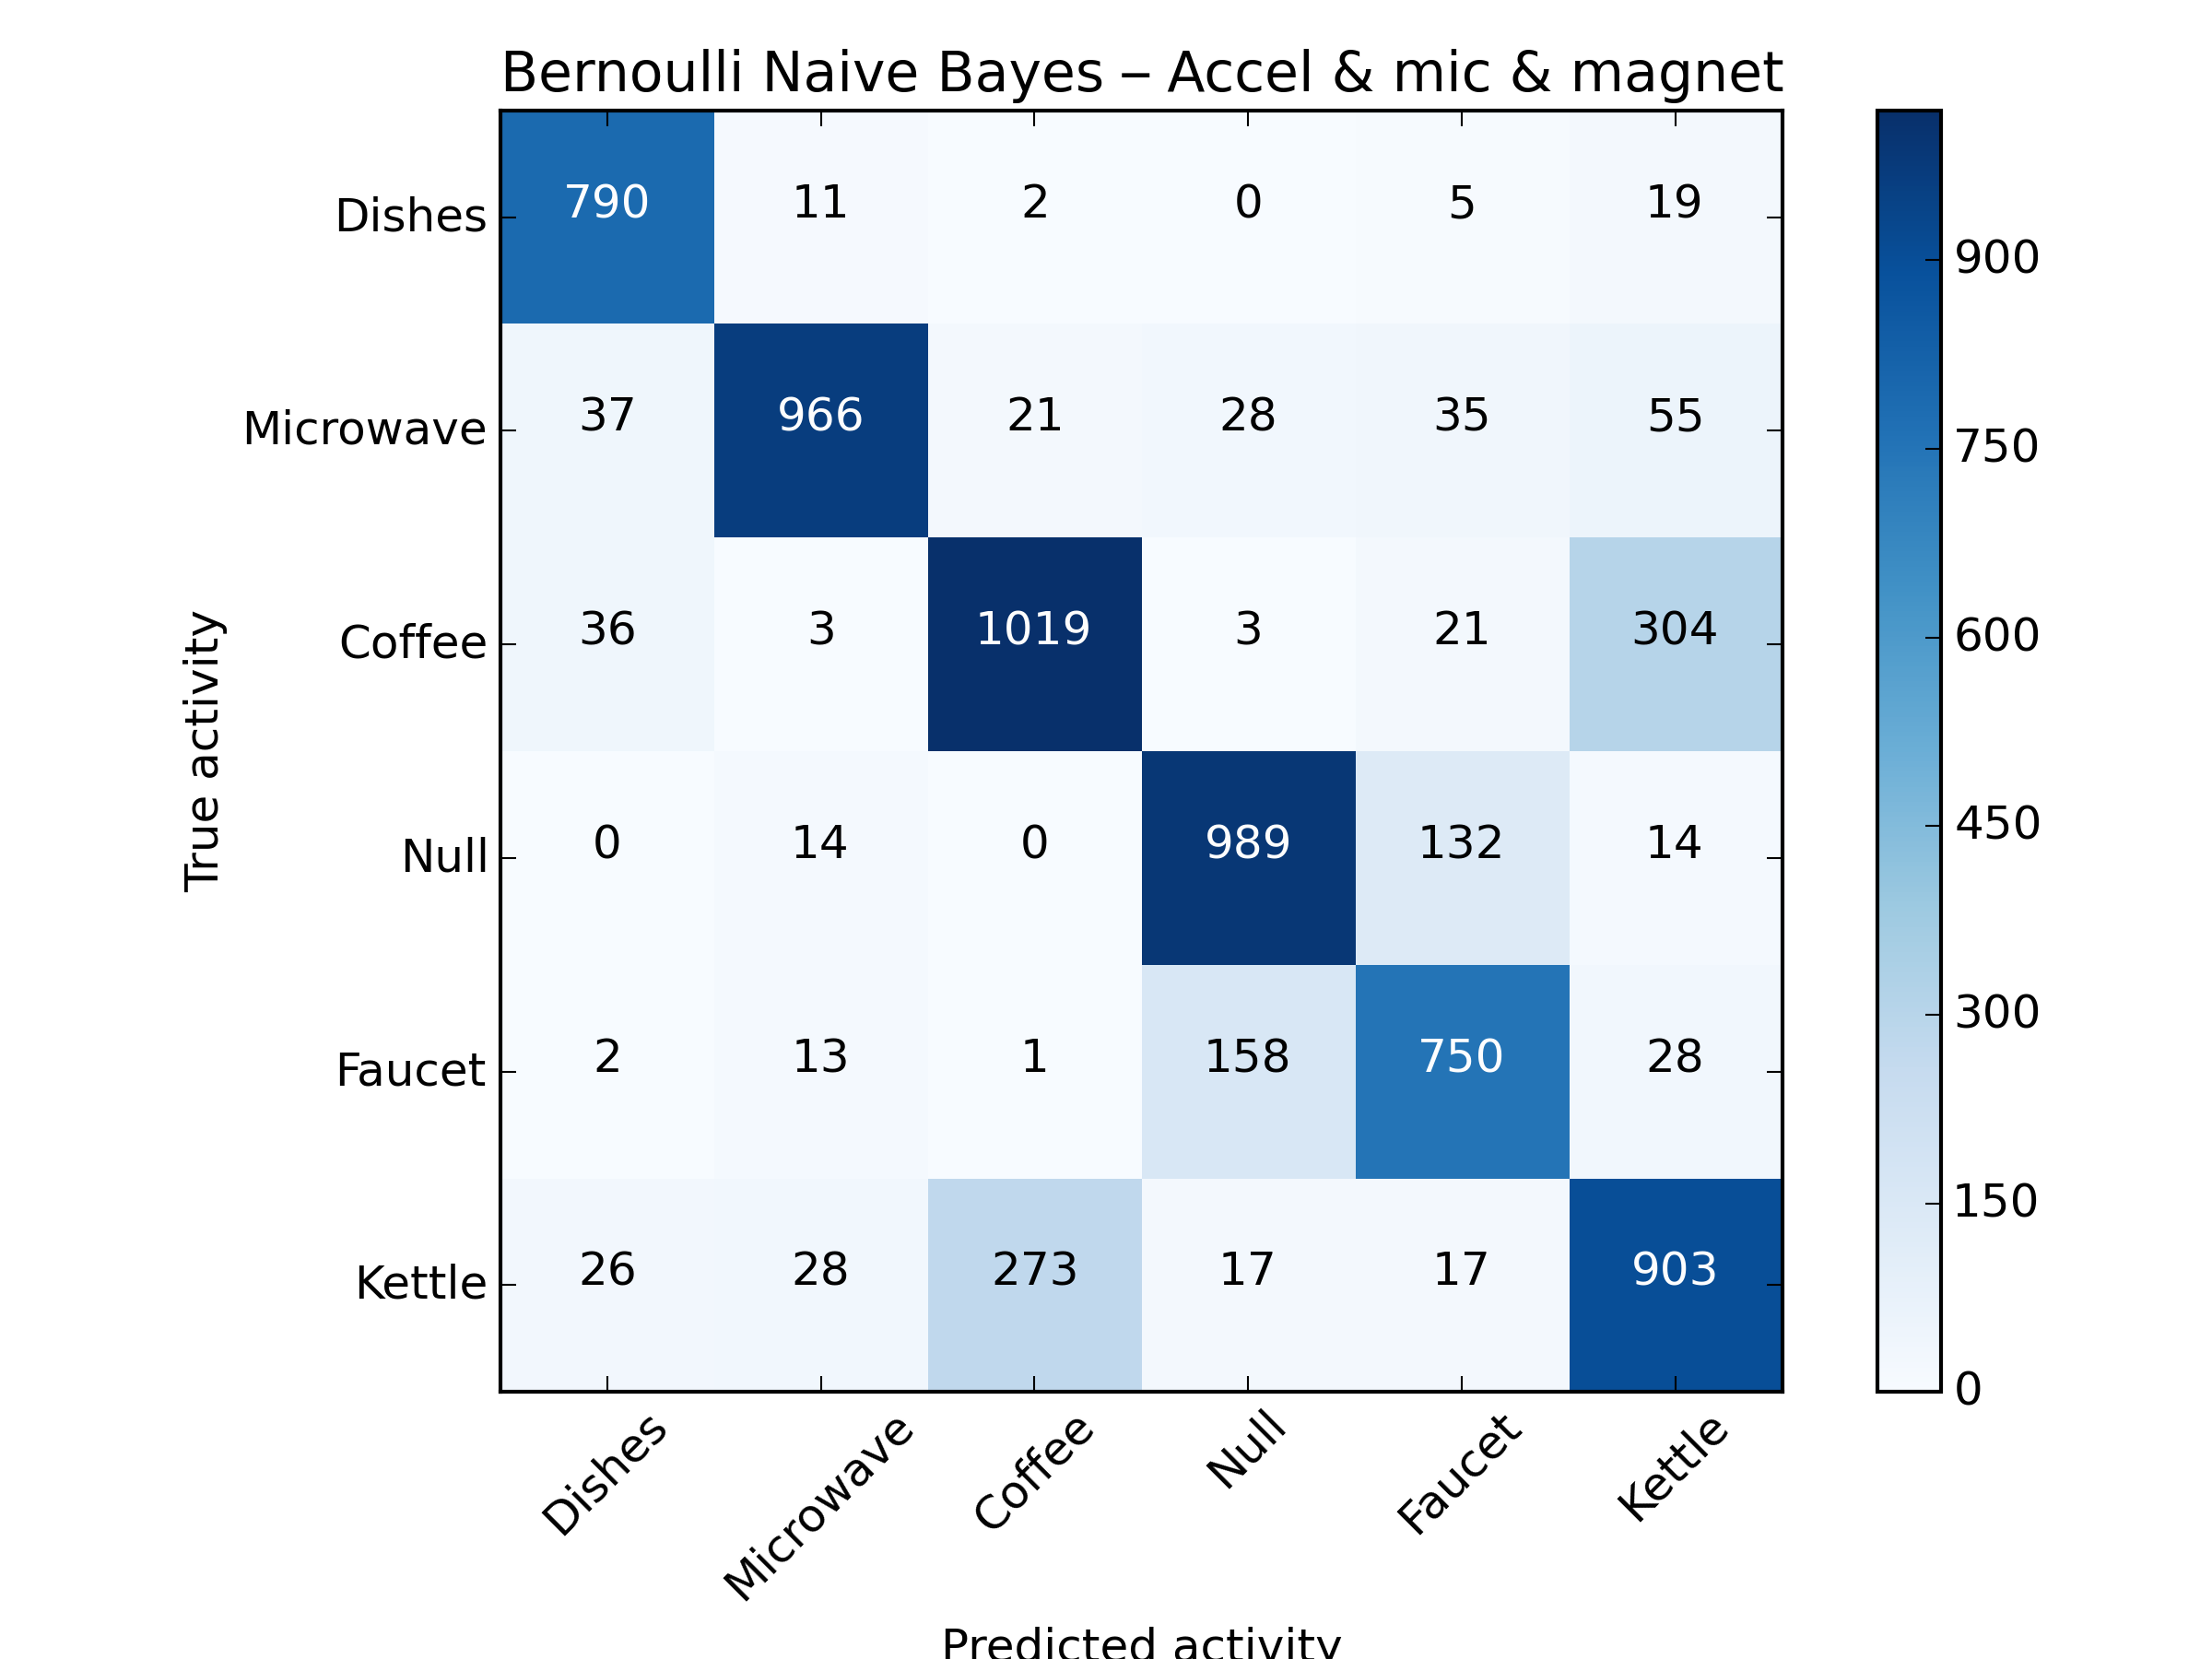 Bernoulli Naive Bayes – Accel & mic & magnet
Dishes 790 11 2 0 5 19
Microwave 37 966 21 28 35 55
Coffee 36 3 1019 3 21 304
Null 0 14 0 989 132 14
Faucet 2 13 1 158 750 28
Kettle 26 28 273 17 17 903
True activity
Dishes Microwave Coffee Null Faucet Kettle
Predicted activity
900
750
600
450
300
150
0